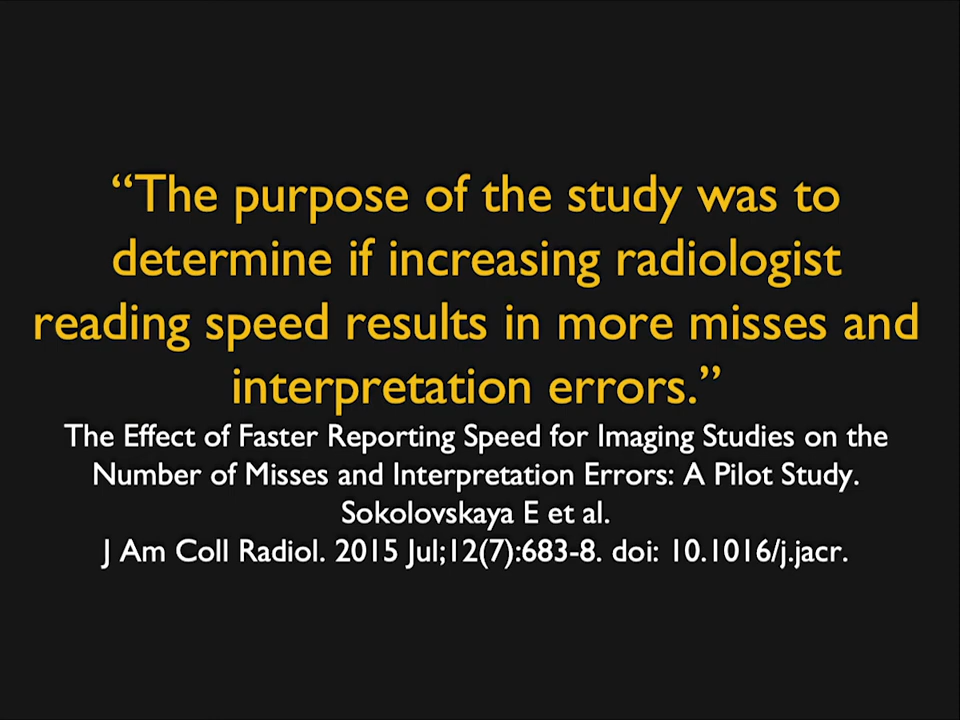 “The purpose of the study was to
determine if increasing radiologist
reading speed results in more misses and
interpretation errors.”
The Effect of Faster Reporting Speed for Imaging Studies on the
Number of Misses and Interpretation Errors: A Pilot Study.
Sokolovskaya E et al.
J Am Coll Radiol. 2015 Jul;12(7):683-8. doi: 10.1016/j.jacr.